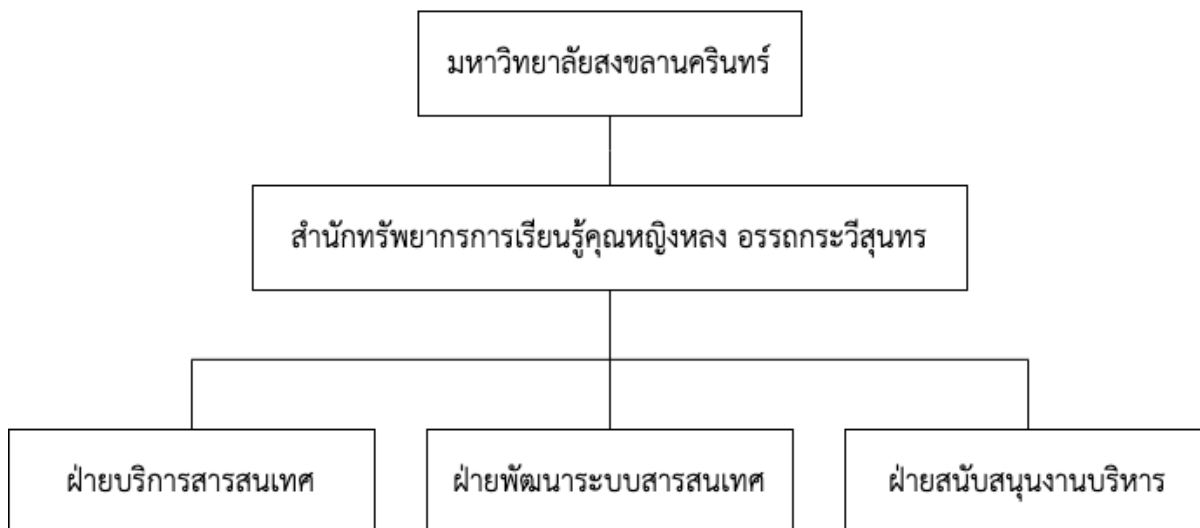 มหาวิทยาลัยสงขลานครินทร์
สำนักทรัพยากรการเรียนรู้คุณหญิงหลง อรรถกระวีสุนทร
ฝ่ายบริการสารสนเทศ
ฝ่ายพัฒนาระบบสารสนเทศ
ฝ่ายสนับสนุนงานบริหาร